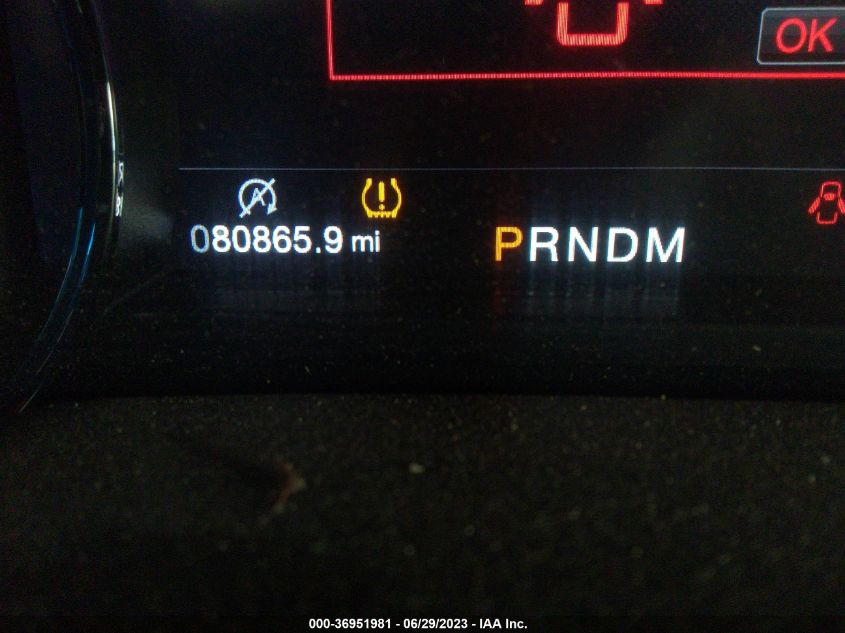 OK
080865.9 mi
PRNDM
000-36951981 - 06/29/2023 - IAA Inc.